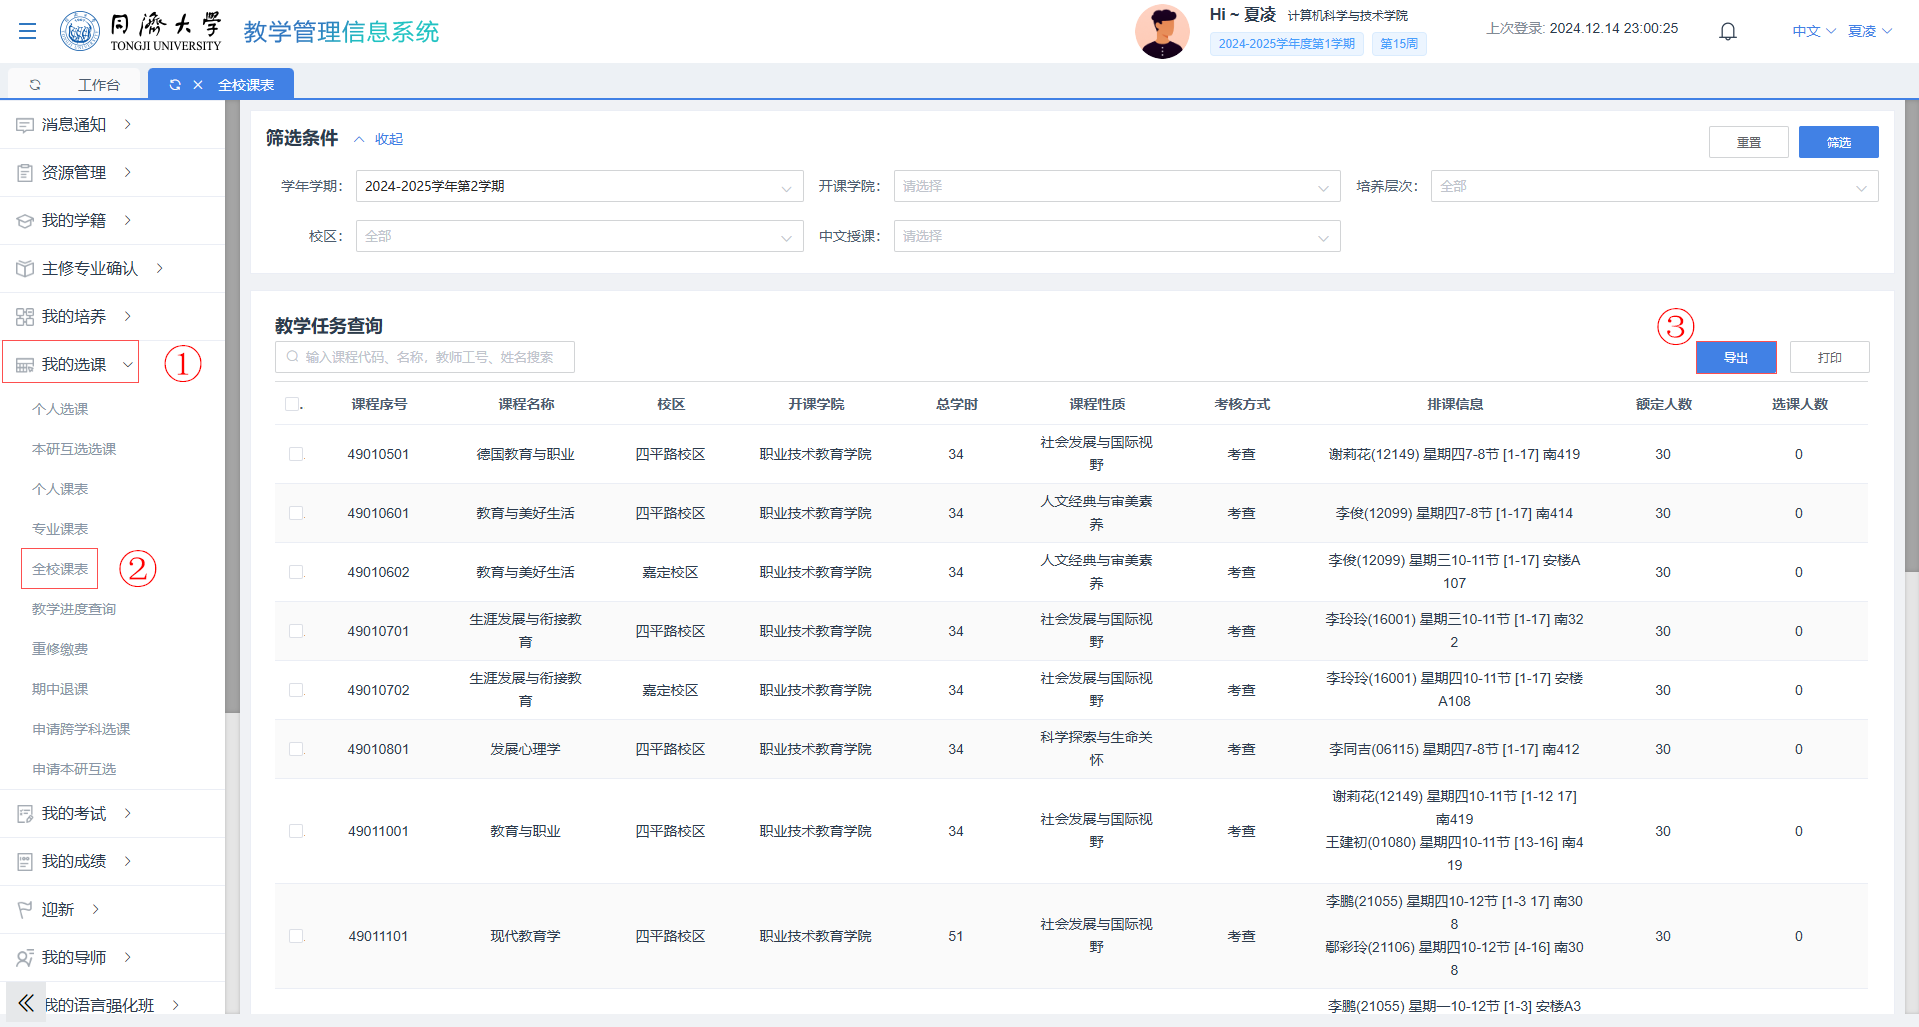 同濟大学
TONGJI UNIVERSITY
教学管理信息系统
Hi ~ 夏凌 计算机科学与技术学院
2024-2025学年度第1学期 第15周
上次登录: 2024.12.14 23:00:25
中文 夏凌
工作台
全校课表
消息通知
资源管理
我的学籍
主修专业确认
我的培养
我的选课
①
个人选课
本研互选选课
个人课表
专业课表
全校课表
②
教学进度查询
重修缴费
期中退课
申请跨学科选课
申请本研互选
我的考试
我的成绩
迎新
我的导师
我的语言强化班
筛选条件 收起
重置 筛选
学年学期: 2024-2025学年第2学期 开课学院: 请选择 培养层次: 全部
校区: 全部 中文授课: 请选择
教学任务查询
输入课程代码、名称，教师工号、姓名搜索
③
导出 打印
课程序号 课程名称 校区 开课学院 总学时 课程性质 考核方式 排课信息 额定人数 选课人数
49010501 德国教育与职业 四平路校区 职业技术教育学院 34 社会发展与国际视野 考查 谢莉花(12149) 星期四7-8节 [1-17] 南419 30 0
49010601 教育与美好生活 四平路校区 职业技术教育学院 34 人文经典与审美素养 考查 李俊(12099) 星期四7-8节 [1-17] 南414 30 0
49010602 教育与美好生活 嘉定校区 职业技术教育学院 34 人文经典与审美素养 考查 李俊(12099) 星期三10-11节 [1-17] 安楼A107 30 0
49010701 生涯发展与衔接教育 四平路校区 职业技术教育学院 34 社会发展与国际视野 考查 李玲玲(16001) 星期三10-11节 [1-17] 南322 30 0
49010702 生涯发展与衔接教育 嘉定校区 职业技术教育学院 34 社会发展与国际视野 考查 李玲玲(16001) 星期四10-11节 [1-17] 安楼A108 30 0
49010801 发展心理学 四平路校区 职业技术教育学院 34 科学探索与生命关怀 考查 李同吉(06115) 星期四7-8节 [1-17] 南412 30 0
49011001 教育与职业 四平路校区 职业技术教育学院 34 社会发展与国际视野 考查 谢莉花(12149) 星期四10-11节 [1-12 17] 南419 王建初(01080) 星期四10-11节 [13-16] 南419 30 0
49011101 现代教育学 四平路校区 职业技术教育学院 51 社会发展与国际视野 考查 李鹏(21055) 星期四10-12节 [1-3 17] 南308 鄢彩玲(21106) 星期四10-12节 [4-16] 南308 30 0
李鹏(21055) 星期一10-12节 [1-3] 安楼A3